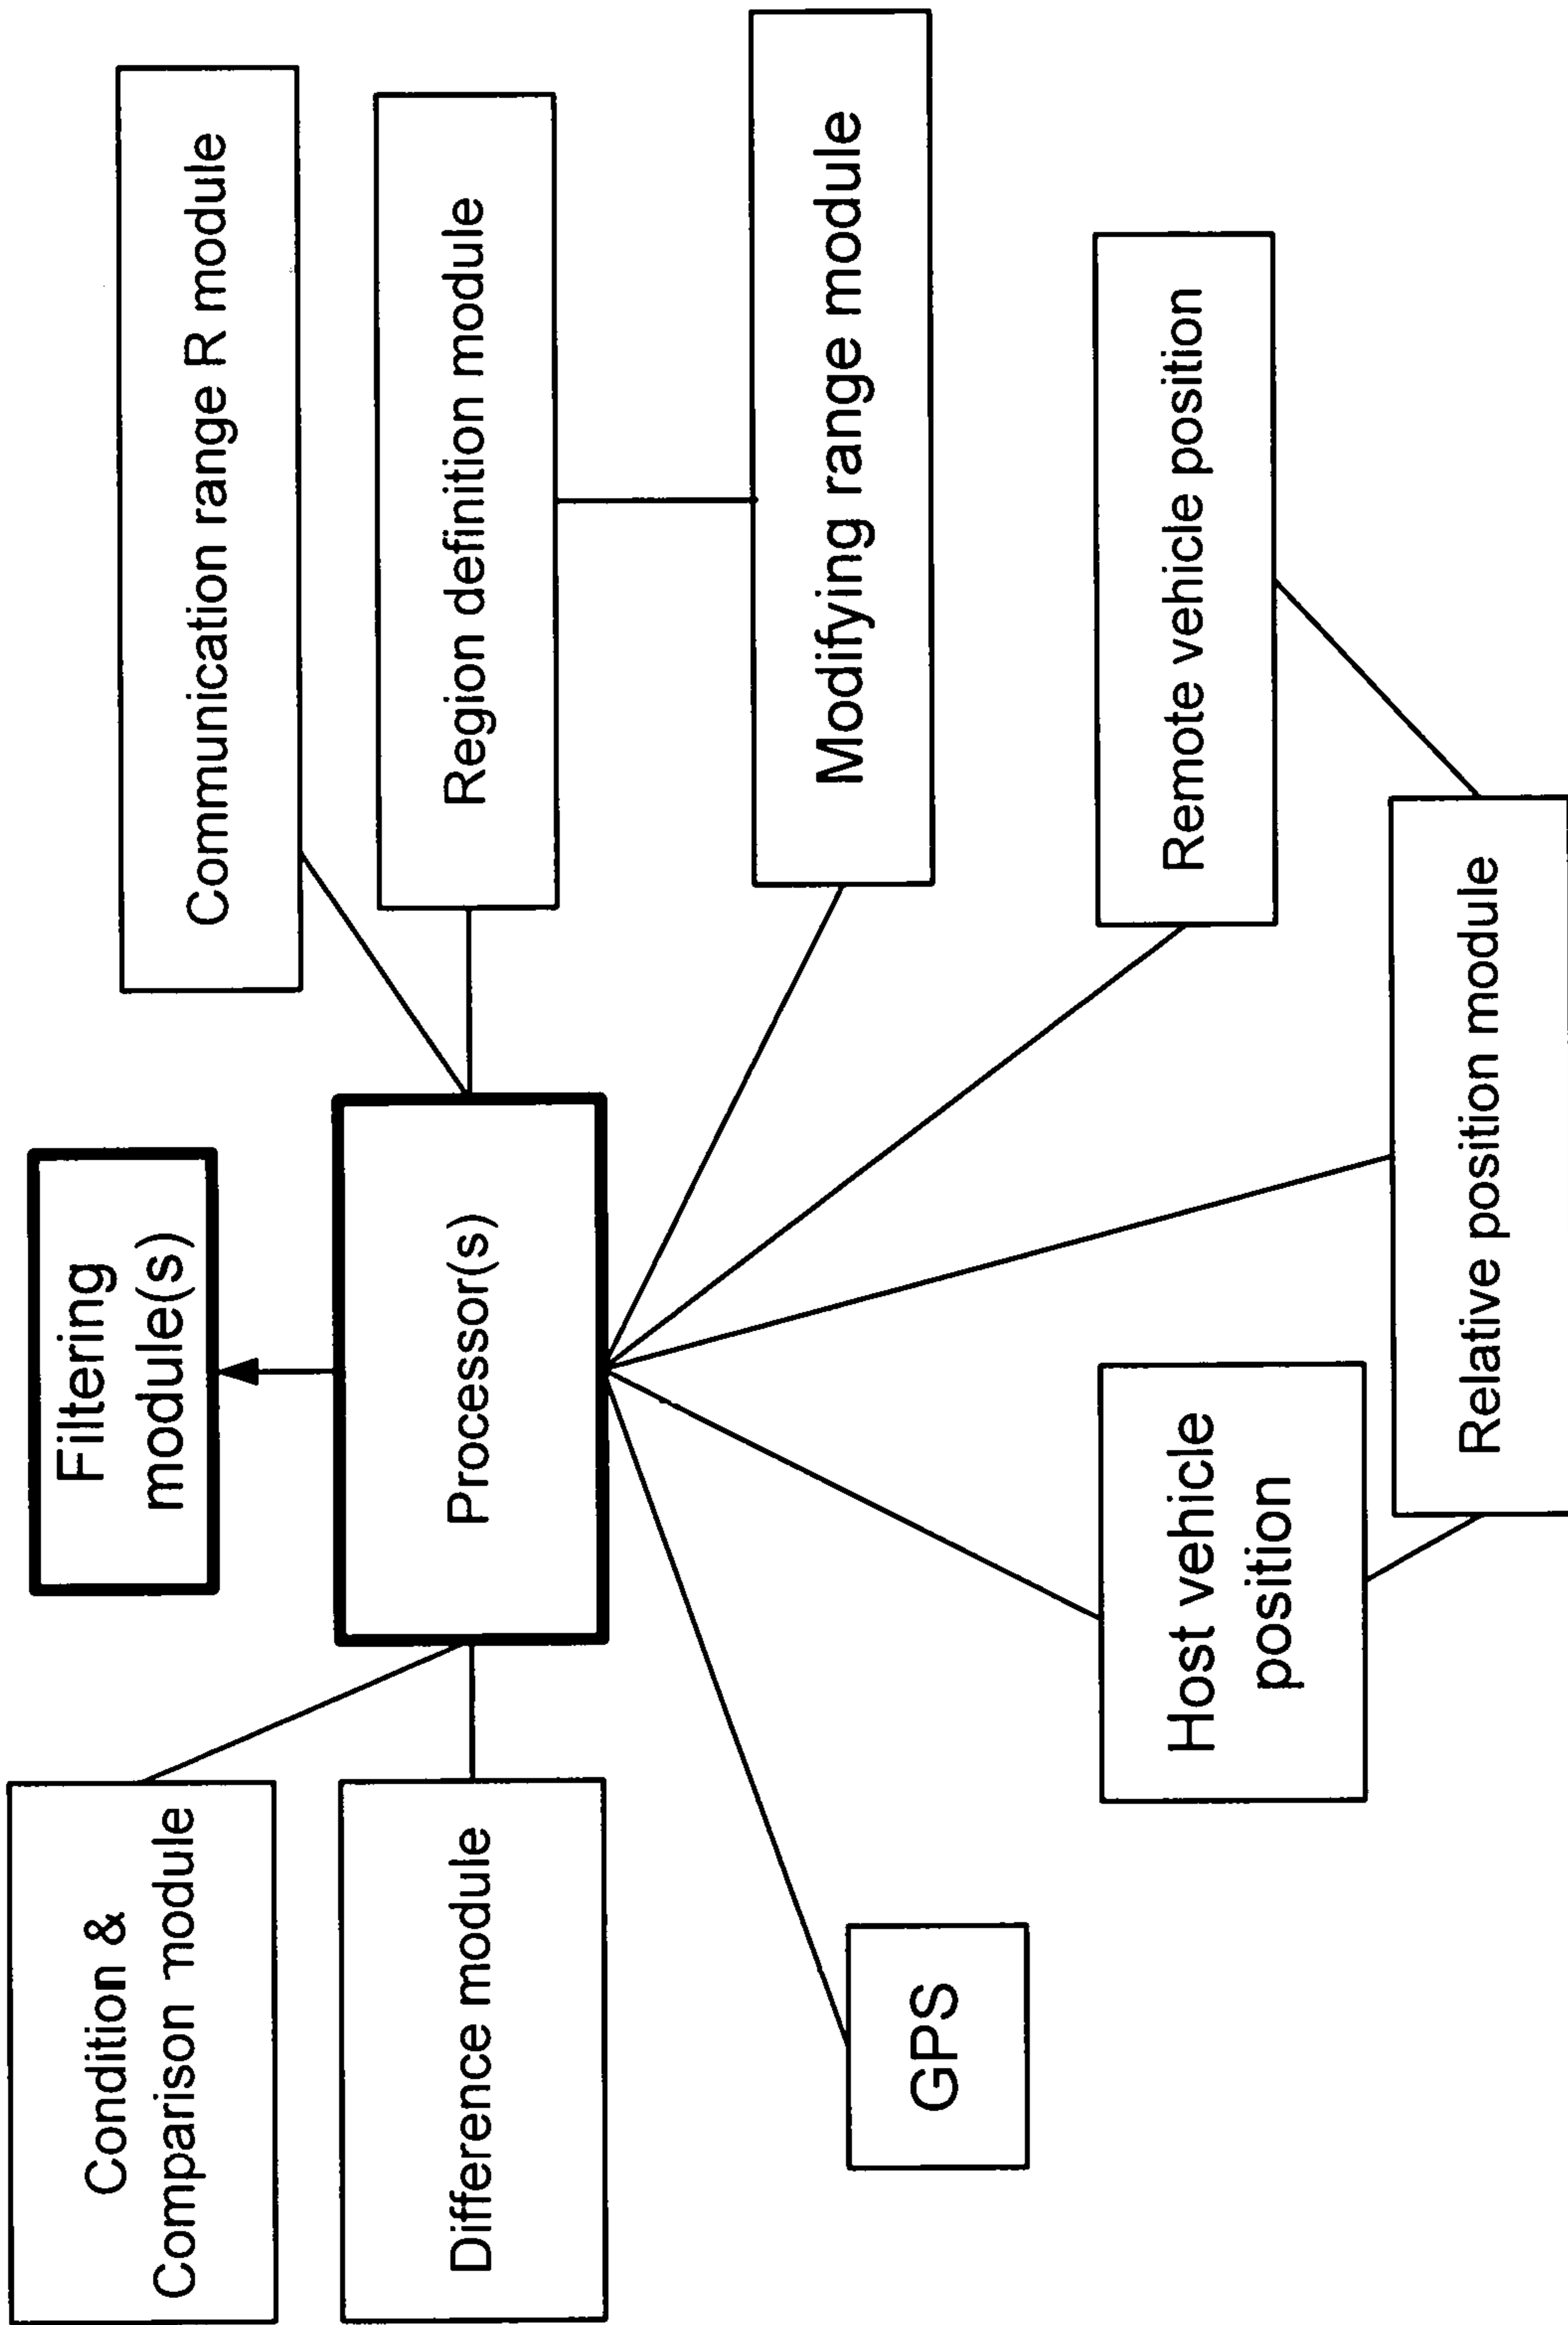 Filtering
module(s)
Condition &
Comparison module
Communication range R module
Difference module
Processor(s)
Region definition module
GPS
Modifying range module
Host vehicle
position
Remote vehicle position
Relative position module